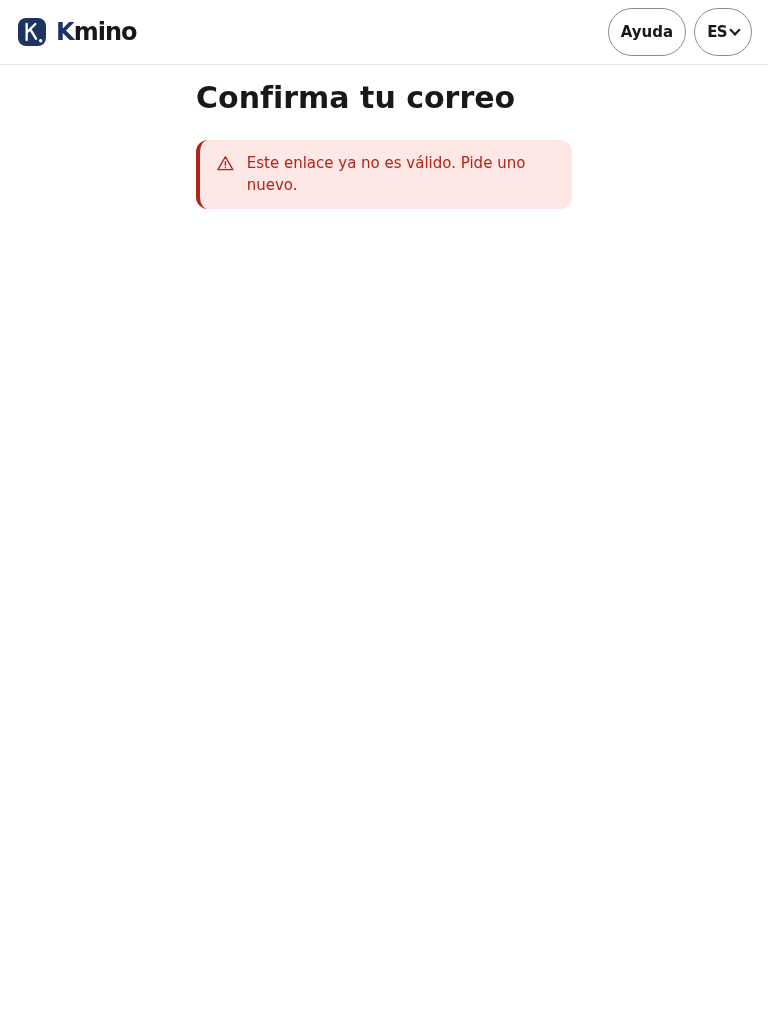 K.
Kmino
Ayuda
ES
Confirma tu correo
Este enlace ya no es válido. Pide uno
nuevo.